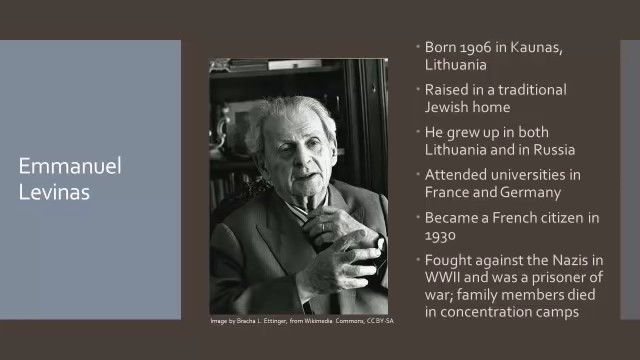 Emmanuel
Levinas
Born 1906 in Kaunas,
Lithuania
Raised in a traditional
Jewish home
He grew up in both
Lithuania and in Russia
Attended universities in
France and Germany
Became a French citizen in
1930
Fought against the Nazis in
WWII and was a prisoner of
war; family members died
in concentration camps
Image by Bracha L. Ettinger, from Wikimedia Commons, CC BY-SA